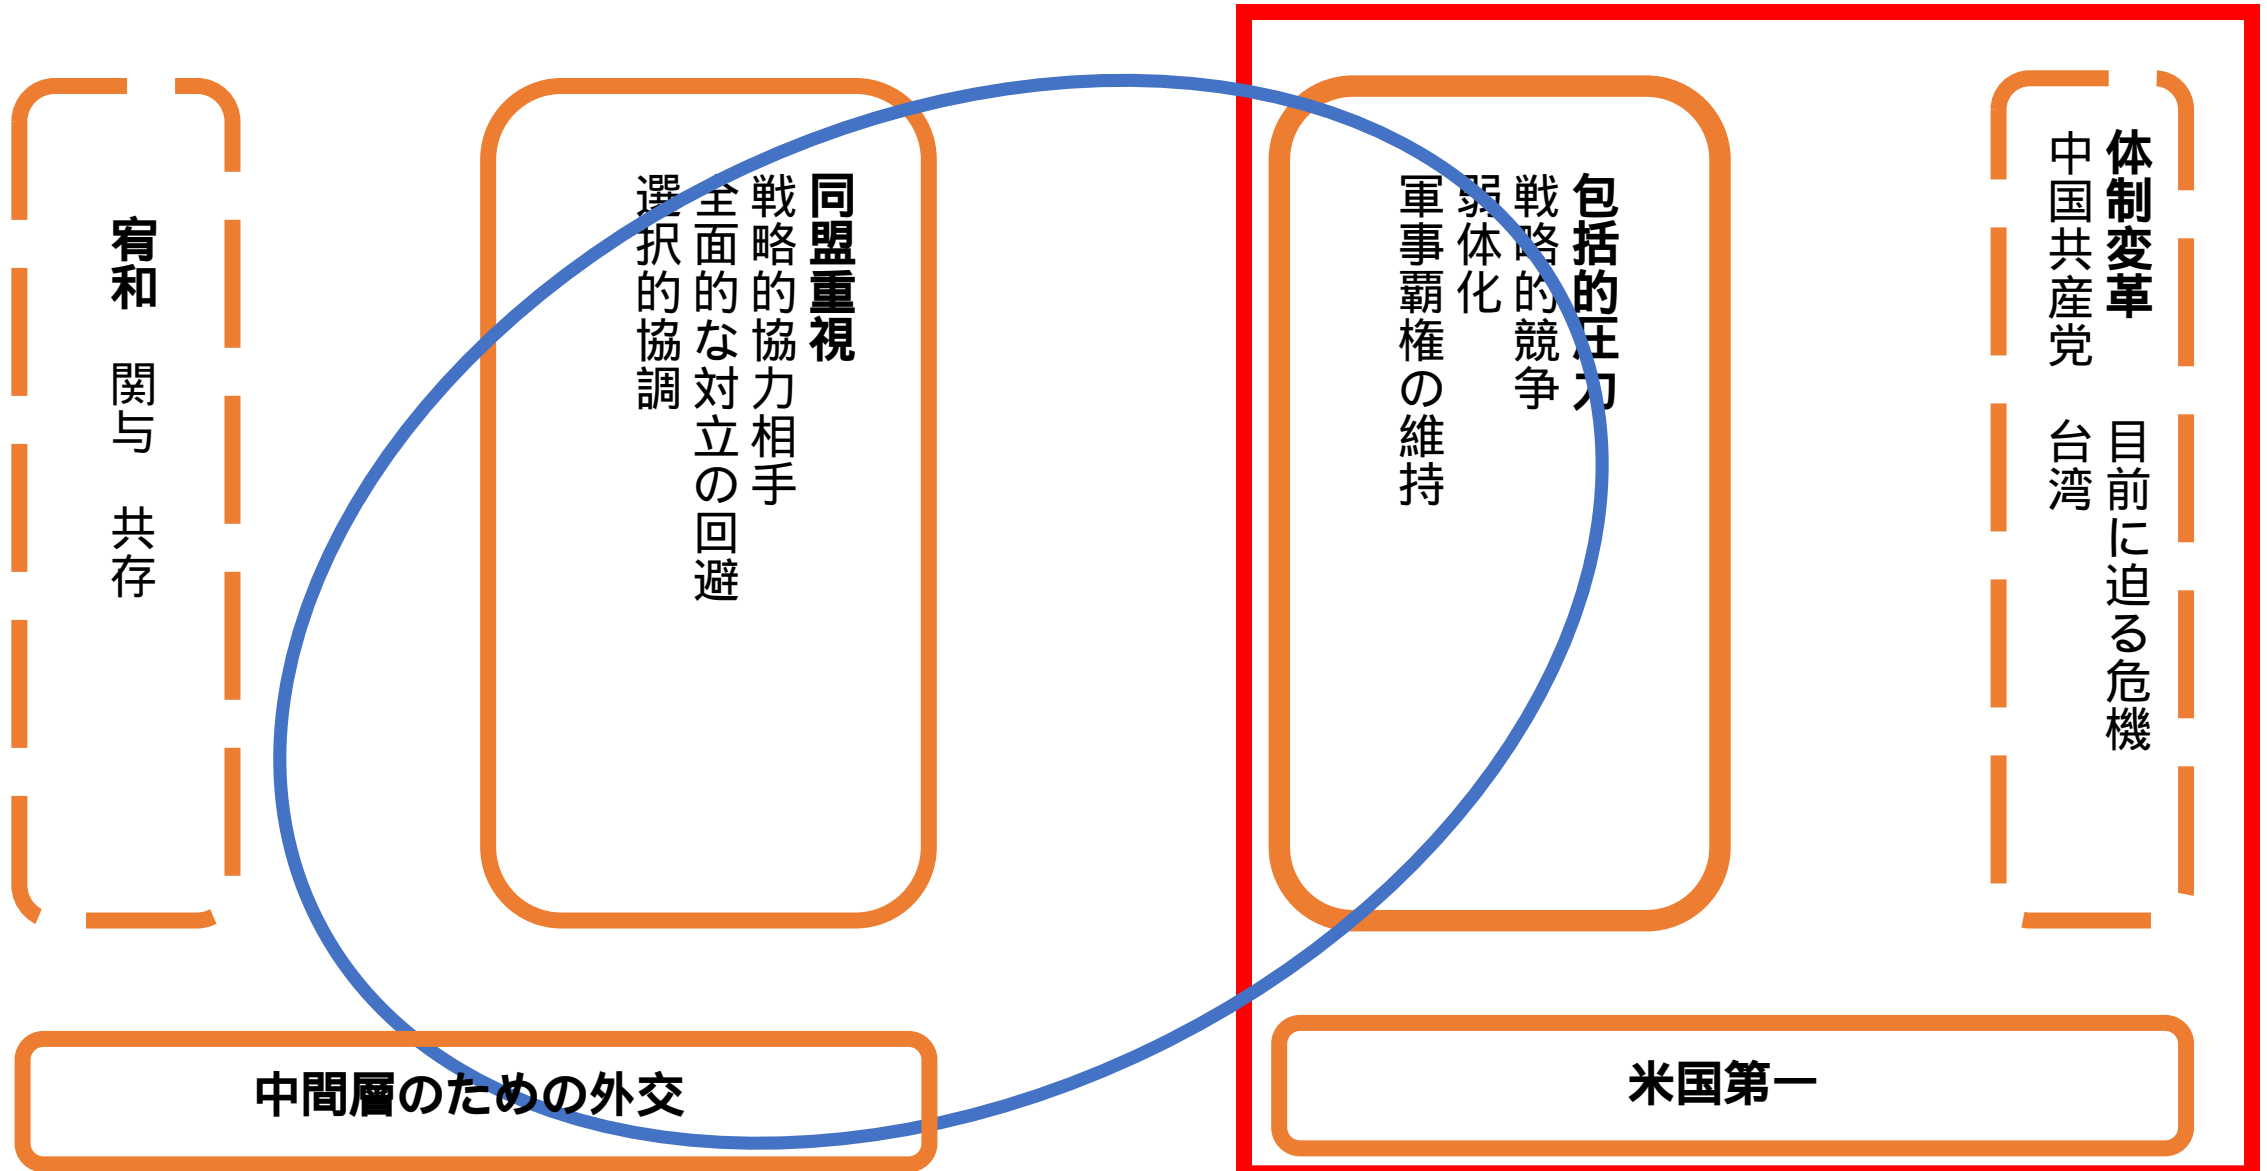 宥和　関与　共存
同盟重視
戦略的協力相手
全面的な対立の回避
選択的協調
包括的圧力
戦略的競争
弱体化
軍事覇権の維持
体制変革　目前に迫る危機
中国共産党　台湾
中間層のための外交
米国第一